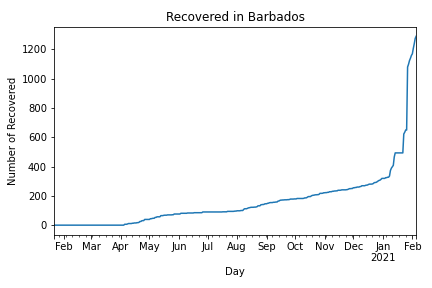 Recovered in Barbados
1200
1000
800
600
400
200
0
Number of Recovered
Feb Mar Apr May Jun Jul Aug Sep Oct Nov Dec Jan Feb
2021
Day